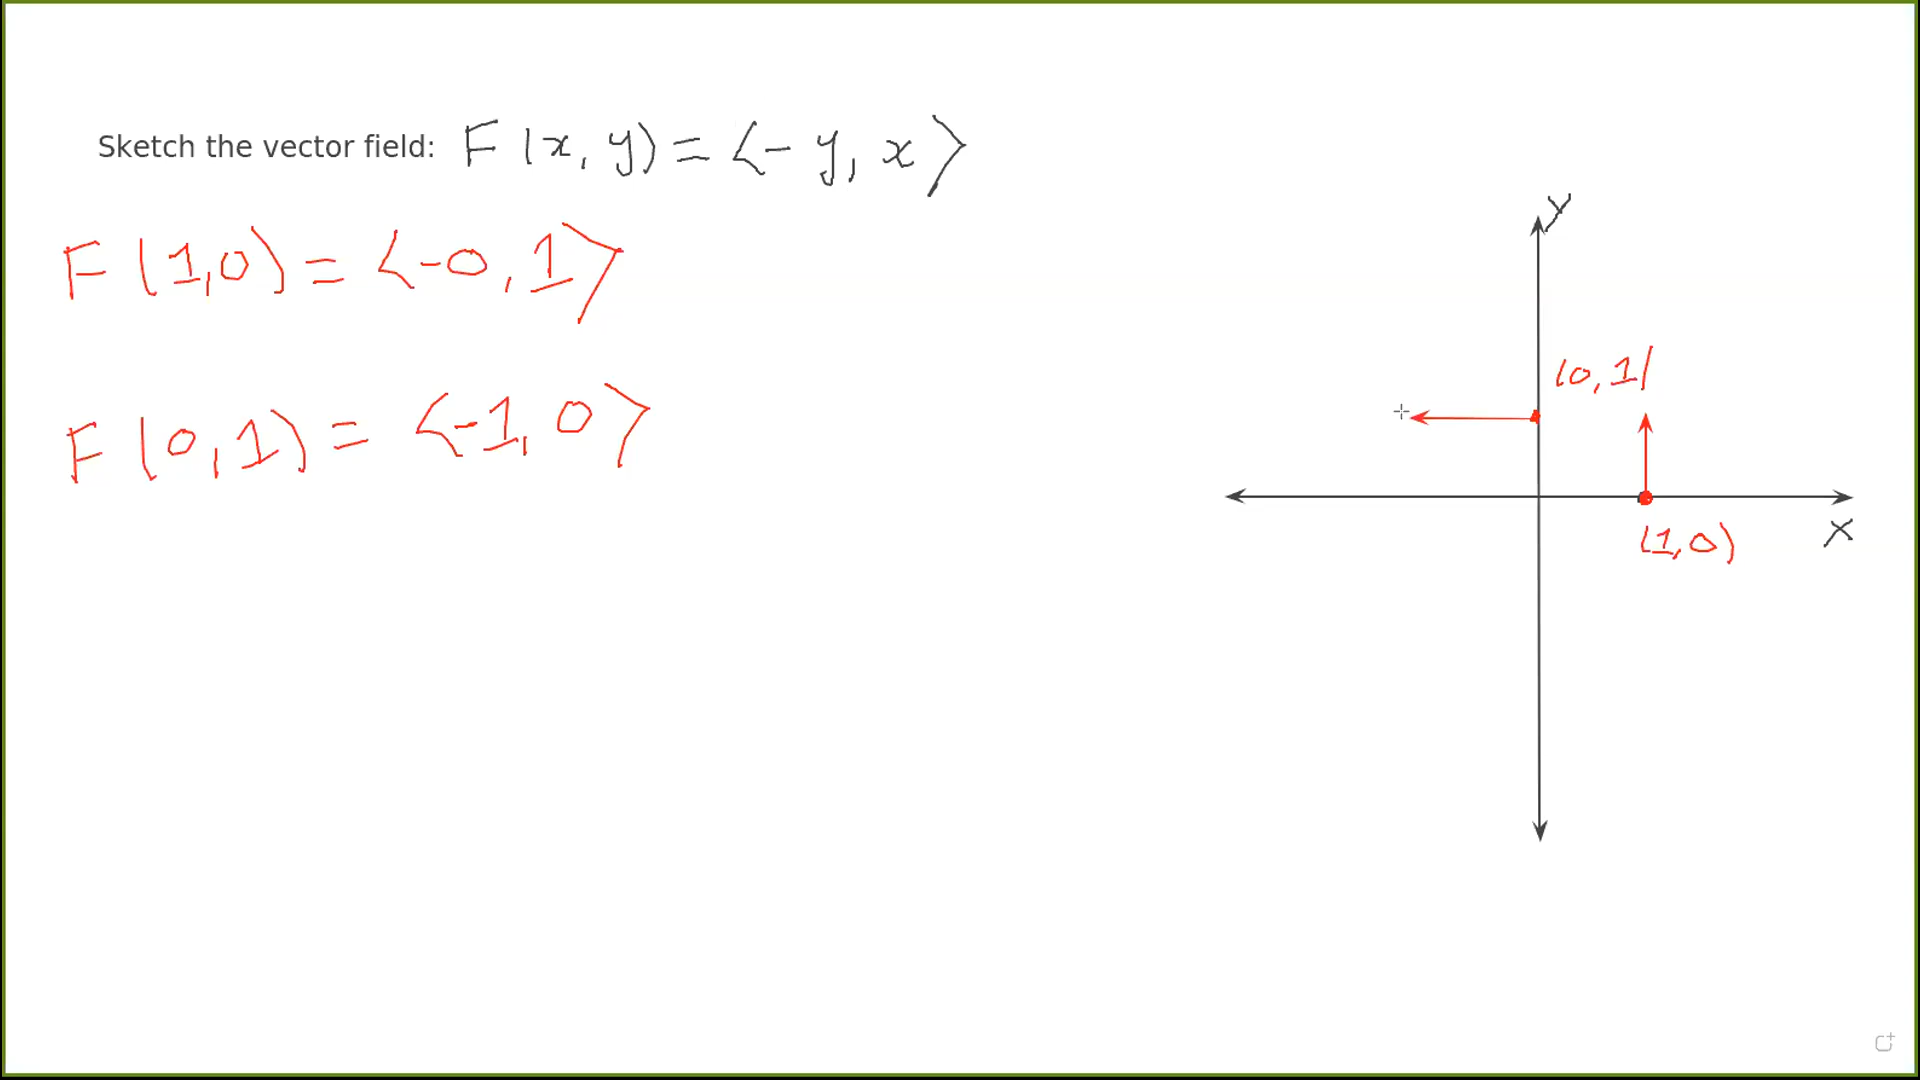 Sketch the vector field: F(x, y) = ⟨-y, x⟩
F(1,0) = ⟨-0, 1⟩
F(0,1) = ⟨-1, 0⟩
y
(0,1)
(1,0)
x